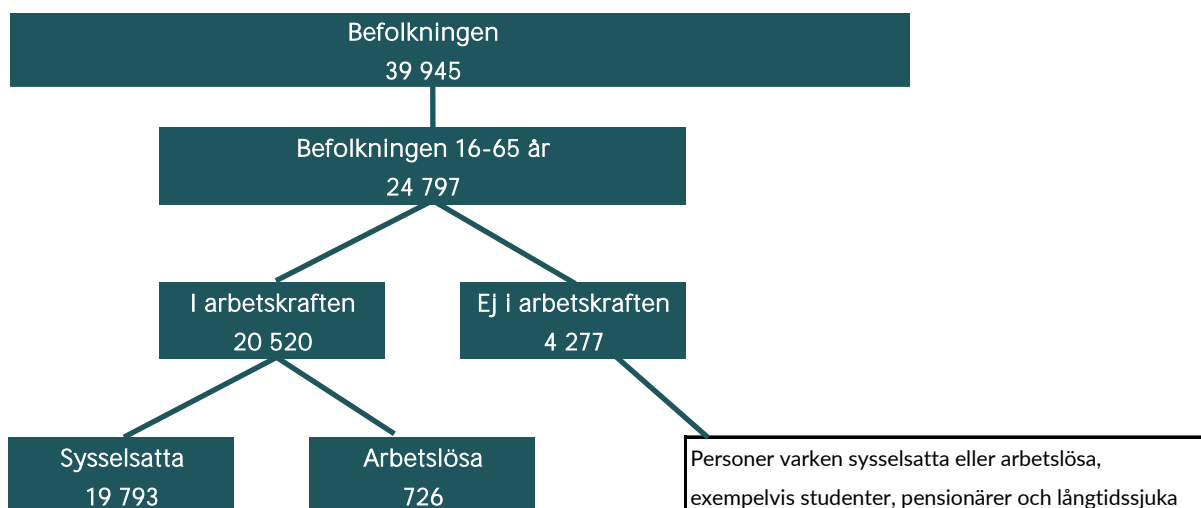 Befolkningen
39 945
Befolkningen 16-65 år
24 797
I arbetskraften
20 520
Ej i arbetskraften
4 277
Sysselsatta
19 793
Arbetslösa
726
Personer varken sysselsatta eller arbetslösa,
exempelvis studenter, pensionärer och långtidssjuka